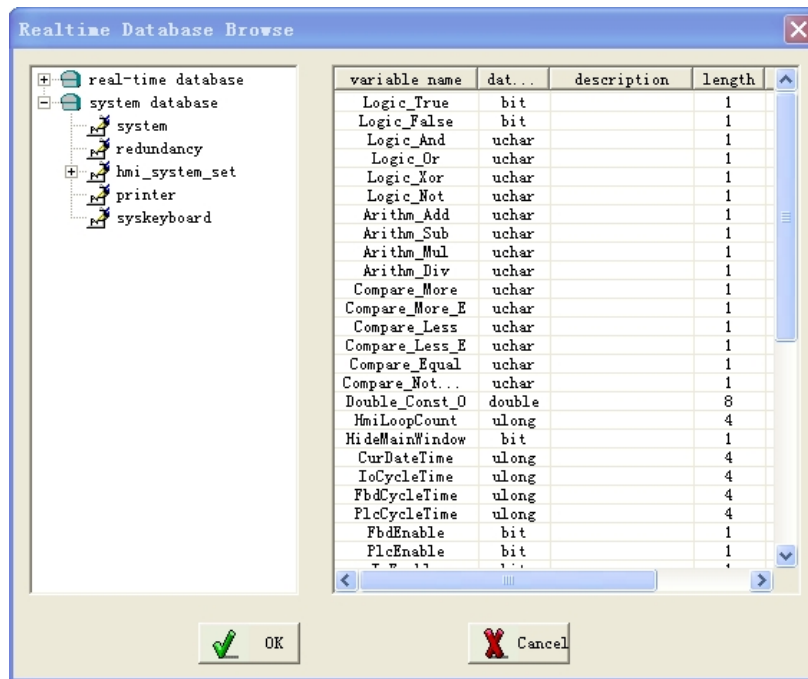 Realtime Database Browse
real-time database
system database
system
redundancy
hmi_system_set
printer
syskeyboard
variable name dat... description length
Logic_True bit 1
Logic_False bit 1
Logic_And uchar 1
Logic_Or uchar 1
Logic_Xor uchar 1
Logic_Not uchar 1
Arithm_Add uchar 1
Arithm_Sub uchar 1
Arithm_Mul uchar 1
Arithm_Div uchar 1
Compare_More uchar 1
Compare_More_E uchar 1
Compare_Less uchar 1
Compare_Less_E uchar 1
Compare_Equal uchar 1
Compare_Not... uchar 1
Double_Const_0 double 8
HmiLoopCount ulong 4
HideMainWindow bit 1
CurDateTime ulong 4
IoCycleTime ulong 4
FbdCycleTime ulong 4
PlcCycleTime ulong 4
FbdEnable bit 1
PlcEnable bit 1
OK
Cancel